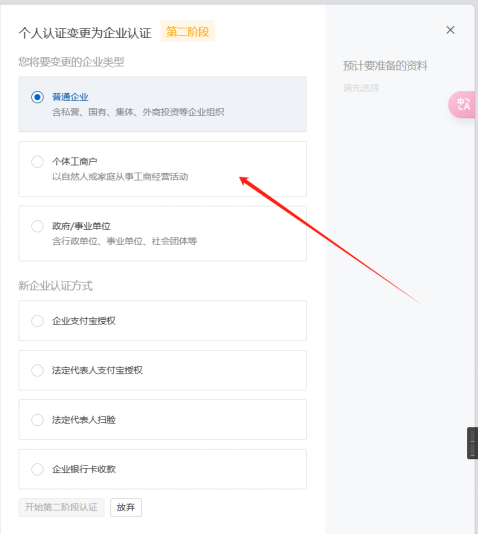 个人认证变更为企业认证 第二阶段
您将要变更的企业类型
预计要准备的资料
请先选择
普通企业
含私营、国有、集体、外商投资等企业组织
个体工商户
以自然人或家庭从事工商经营活动
政府/事业单位
含行政单位、事业单位、社会团体等
新企业认证方式
企业支付宝授权
法定代表人支付宝授权
法定代表人扫脸
企业银行卡收款
开始第二阶段认证 放弃